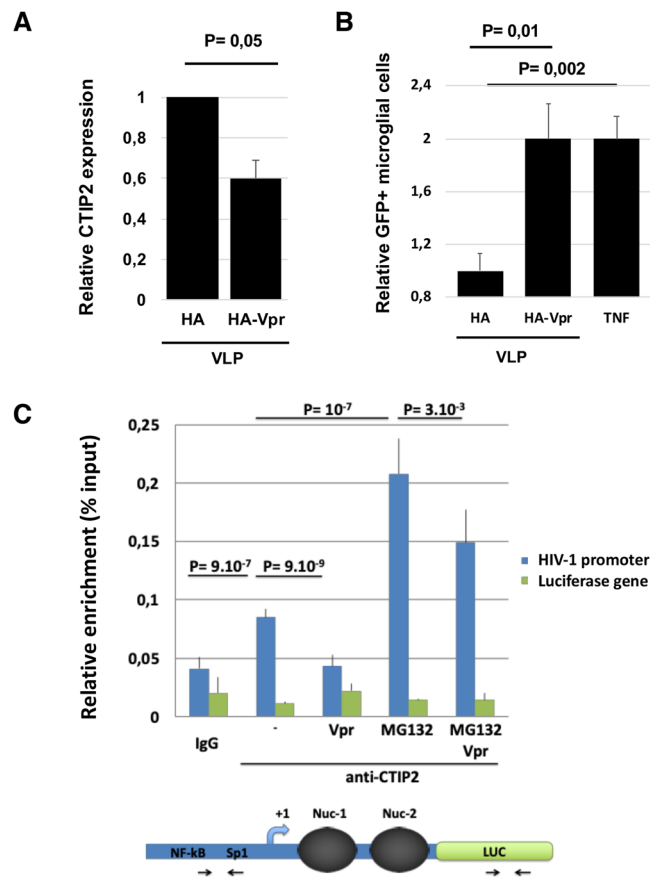 A
P= 0,05
Relative CTIP2 expression
1
0,8
0,6
0,4
0,2
0
HA
HA-Vpr
VLP
B
P= 0,01
P= 0,002
Relative GFP+ microglial cells
2,4
2
1,6
1,2
0,8
HA
HA-Vpr
TNF
VLP
C
P= 10-7
P= 3.10-3
P= 9.10-7
P= 9.10-9
Relative enrichment (% input)
0,25
0,2
0,15
0,1
0,05
0
HIV-1 promoter
Luciferase gene
IgG
-
Vpr
MG132
MG132
Vpr
anti-CTIP2
+1
Nuc-1
Nuc-2
NF-kB
Sp1
LUC